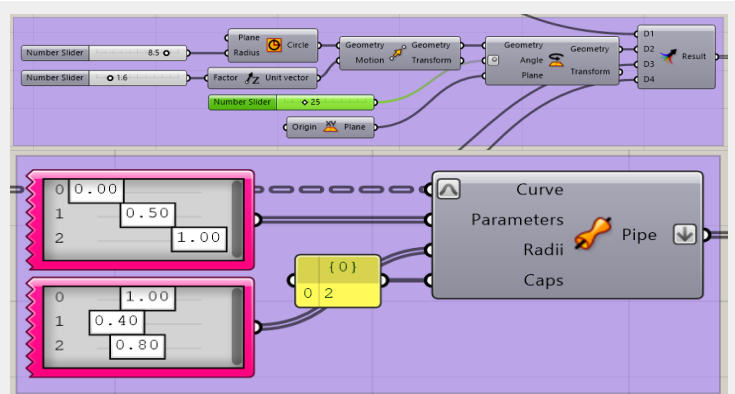 Plane
Radius
Circle
Number Slider
8.5
Geometry
Motion
Geometry
Transform
Geometry
Angle
Plane
Geometry
Transform
D1
D2
D3
D4
Result
Number Slider
1.6
Factor
Z
Unit vector
Number Slider
25
Origin
XY
Plane
0
0.00
1
0.50
2
1.00
Curve
Parameters
Radii
Caps
Pipe
{0}
0
2
0
1.00
1
0.40
2
0.80